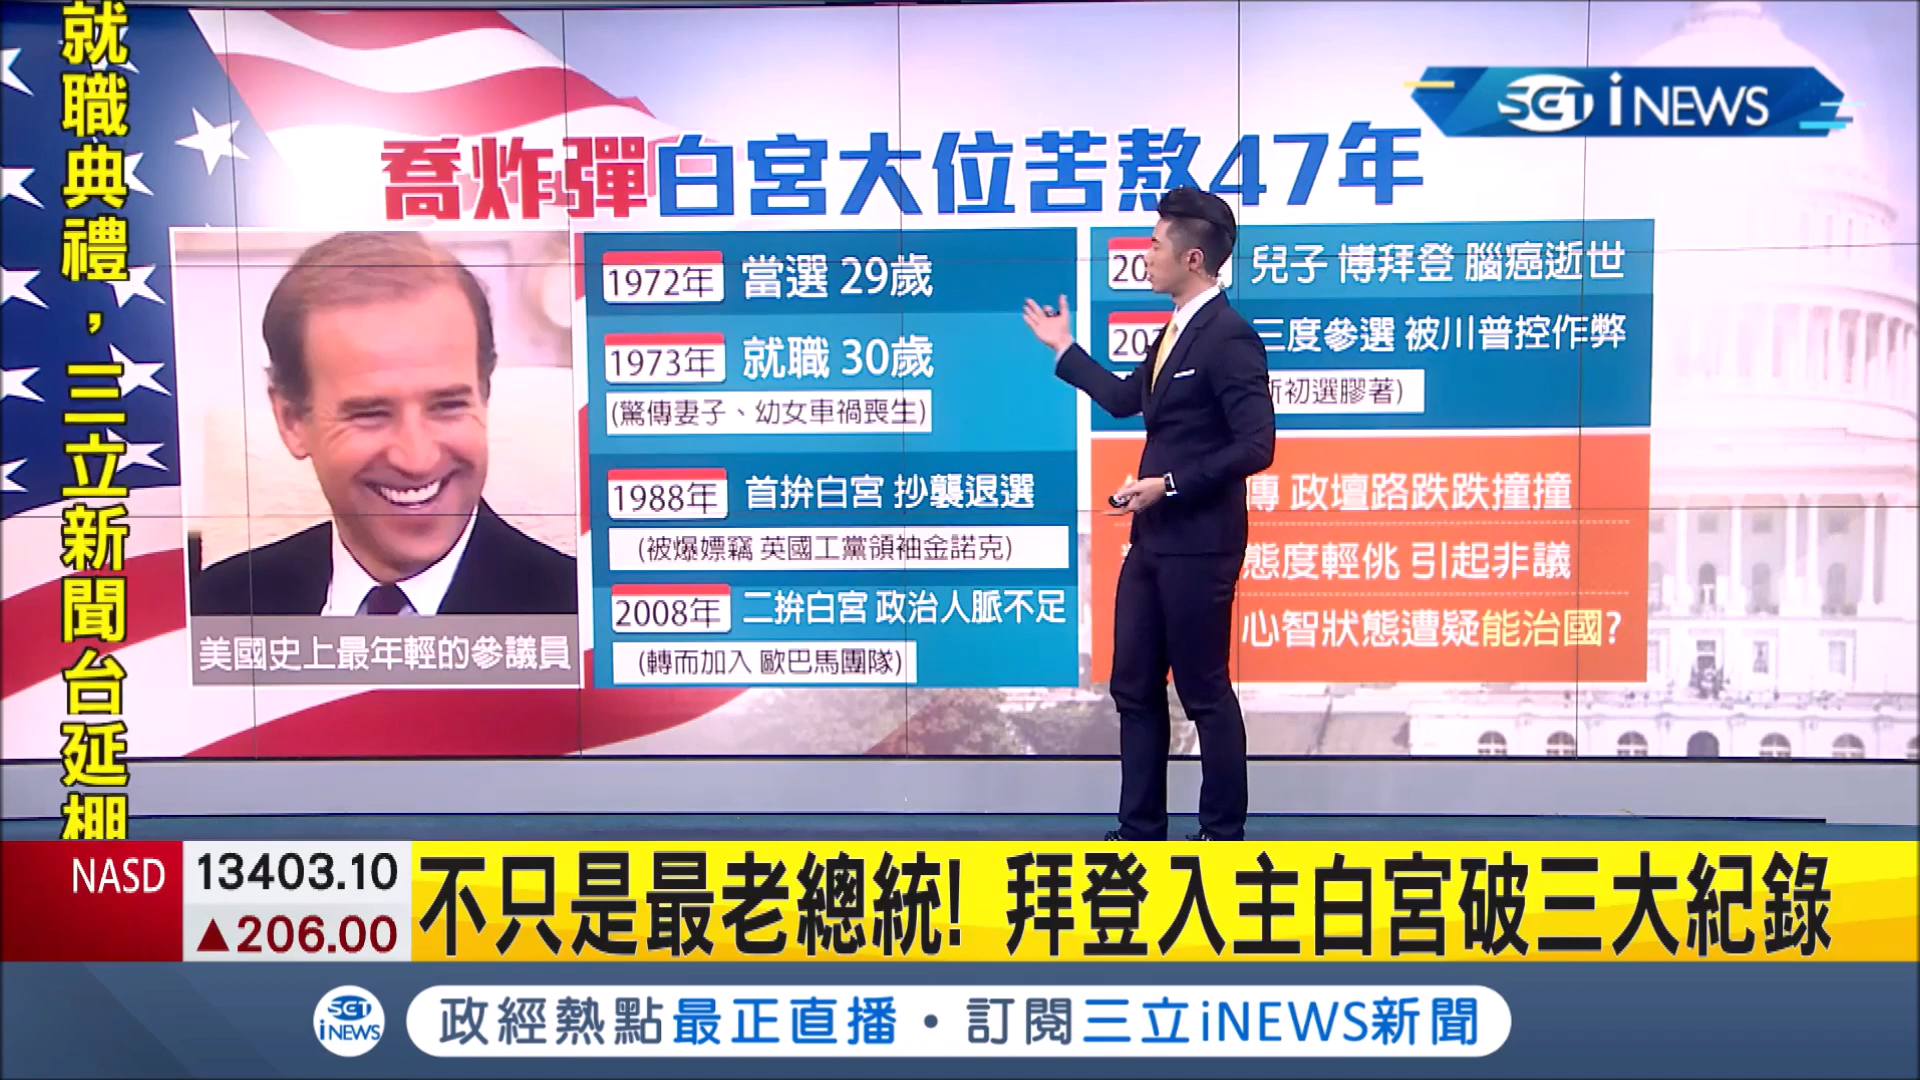 就職典禮，三立新聞台延棚
SET iNEWS
喬炸彈白宮大位苦熬47年
1972年 當選 29歲
1973年 就職 30歲
(驚傳妻子、幼女車禍喪生)
1988年 首拚白宮 抄襲退選
(被爆嫖竊 英國工黨領袖金諾克)
2008年 二拚白宮 政治人脈不足
(轉而加入 歐巴馬團隊)
美國史上最年輕的參議員
20 兒子 博拜登 腦癌逝世
202 三度參選 被川普控作弊
初選膠著)
傳 政壇路跌跌撞撞
態度輕佻 引起非議
心智狀態遭疑能治國?
NASD 13403.10
▲206.00
不只是最老總統! 拜登入主白宮破三大紀錄
SET iNEWS 政經熱點最正直播・訂閱三立iNEWS新聞